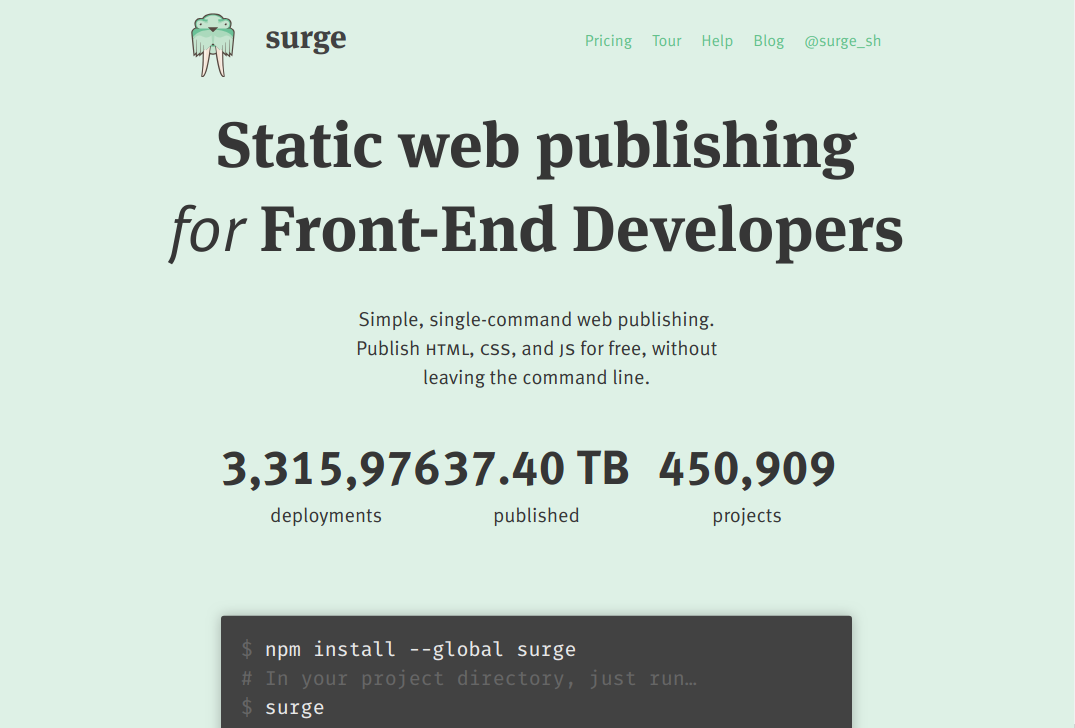 surge
Pricing Tour Help Blog @surge_sh
Static web publishing
for Front-End Developers
Simple, single-command web publishing.
Publish HTML, CSS, and JS for free, without
leaving the command line.
3,315,976 37.40 TB 450,909
deployments published projects
$ npm install --global surge
# In your project directory, just run…
$ surge